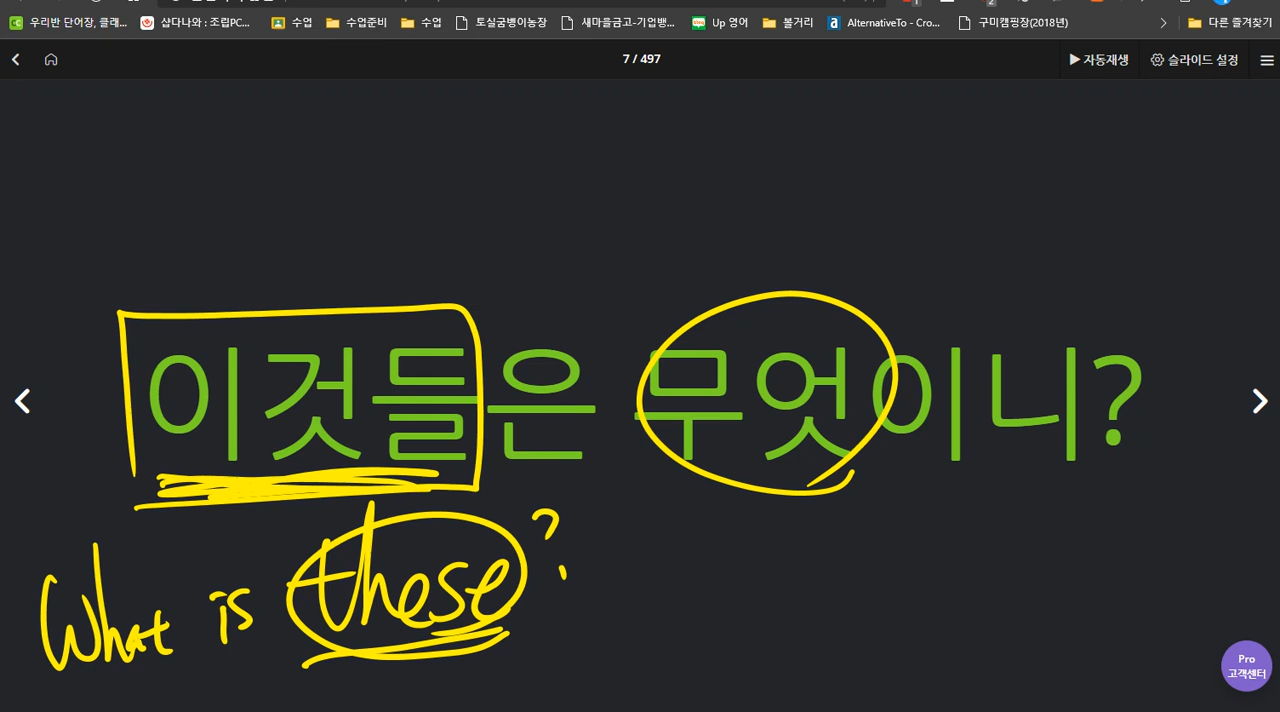 우리반 단어장, 클래... 샵다나와 : 조립PC... 수업 수업준비 수업 토실굼벵이농장 새마을금고-기업뱅... Up 영어 볼거리 AlternativeTo - Cro... 구미캠핑장(2018년) 다른 즐겨찾기
7 / 497 자동재생 슬라이드 설정
이것들은 무엇이니?
What is these?
Pro
고객센터